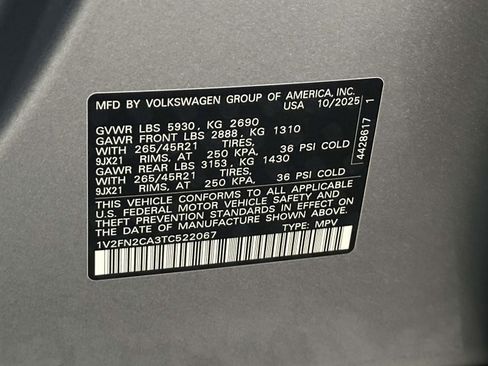 MFD. BY VOLKSWAGEN GROUP OF AMERICA, INC.
USA 10/2025
GVWR LBS 5930, KG 2690
GAWR FRONT LBS 2888, KG 1310
WITH 265/45R21 TIRES,
9JX21 RIMS, AT 250 KPA. 36 PSI COLD
GAWR REAR LBS 3153, KG 1430
WITH 265/45R21 TIRES,
9JX21 RIMS, AT 250 KPA. 36 PSI COLD
THIS VEHICLE CONFORMS TO ALL APPLICABLE
U.S. FEDERAL MOTOR VEHICLE SAFETY AND
THEFT PREVENTION STANDARDS IN EFFECT ON
THE DATE OF MANUFACTURE SHOWN ABOVE.
1V2FN2CA3TC522067 TYPE: MPV
4428617 1